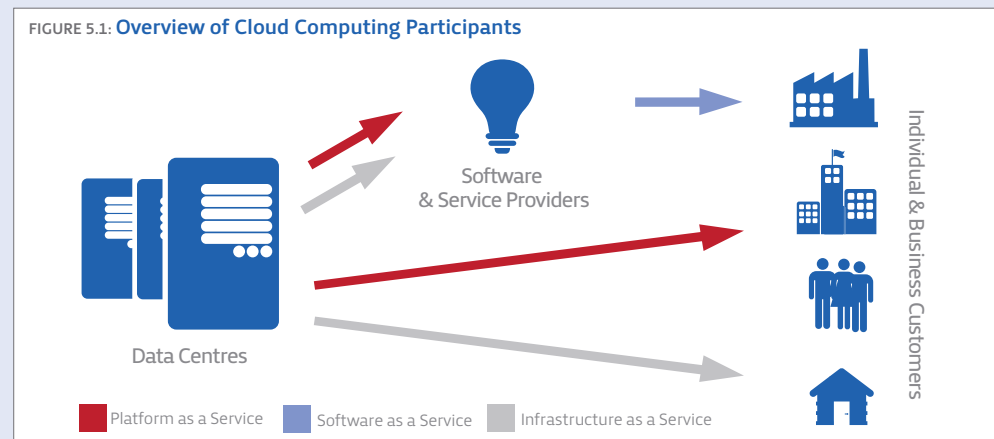 FIGURE 5.1: Overview of Cloud Computing Participants
Software
& Service Providers
Individual & Business Customers
Data Centres
Platform as a Service
Software as a Service
Infrastructure as a Service